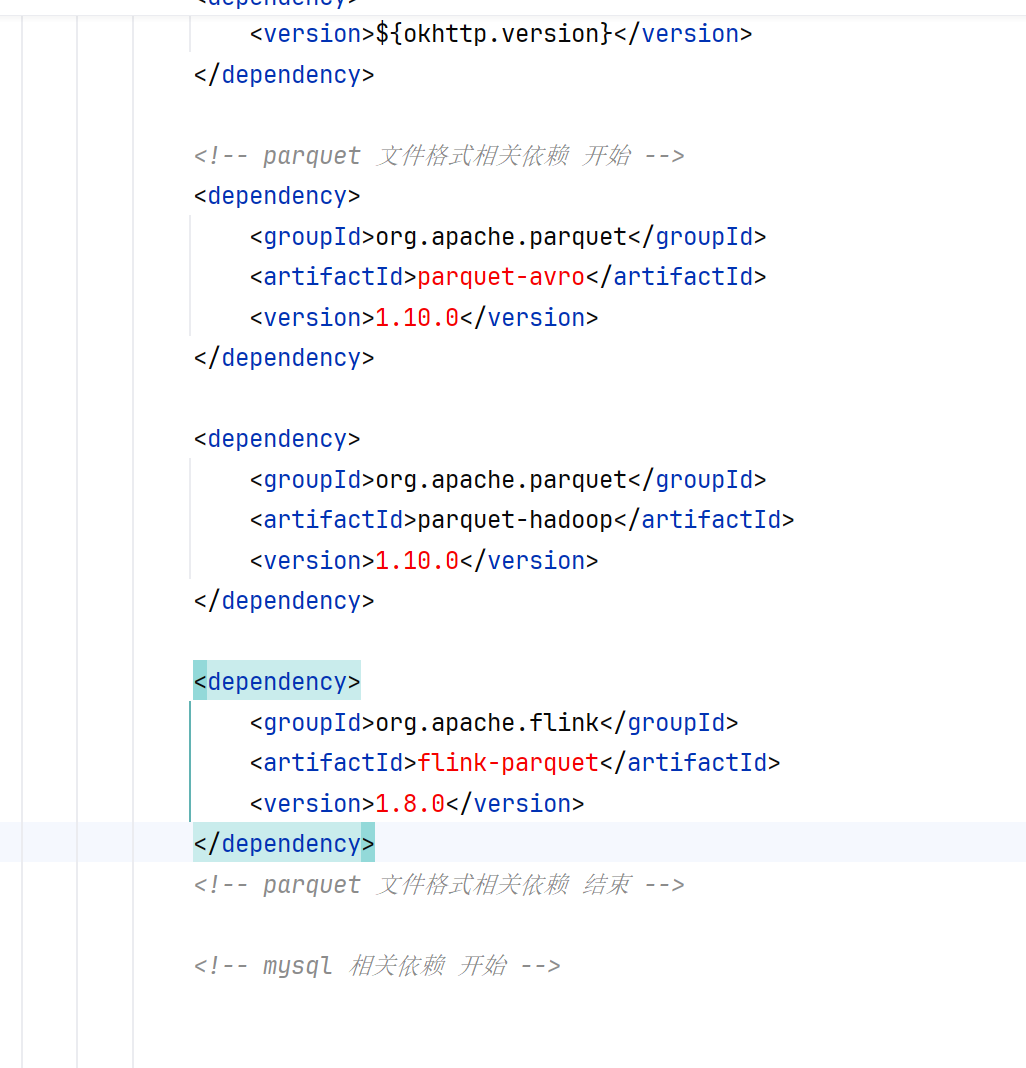 <dependency>
<version>${okhttp.version}</version>
</dependency>
<!-- parquet 文件格式相关依赖 开始 -->
<dependency>
<groupId>org.apache.parquet</groupId>
<artifactId>parquet-avro</artifactId>
<version>1.10.0</version>
</dependency>
<dependency>
<groupId>org.apache.parquet</groupId>
<artifactId>parquet-hadoop</artifactId>
<version>1.10.0</version>
</dependency>
<dependency>
<groupId>org.apache.flink</groupId>
<artifactId>flink-parquet</artifactId>
<version>1.8.0</version>
</dependency>
<!-- parquet 文件格式相关依赖 结束 -->
<!-- mysql 相关依赖 开始 -->